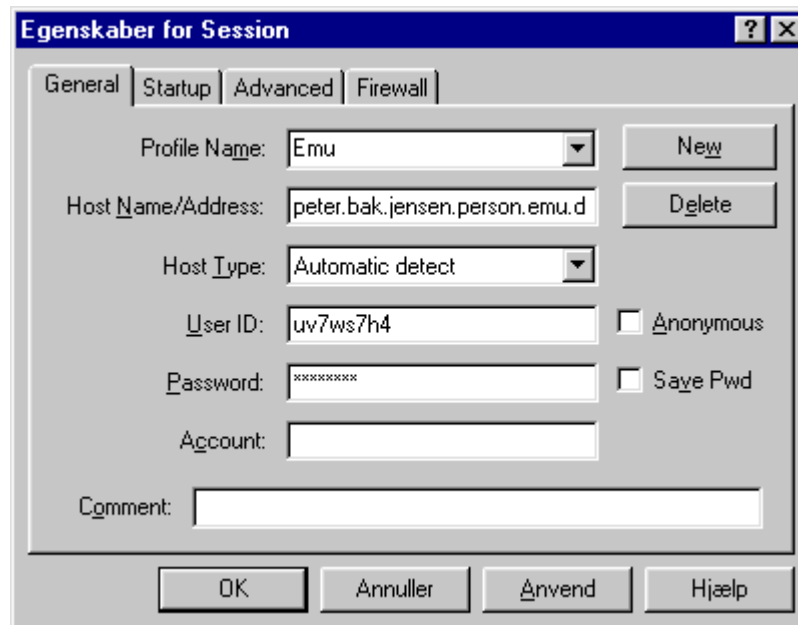 Egenskaber for Session
General Startup Advanced Firewall
Profile Name: Emu New
Host Name/Address: peter.bak.jensen.person.emu.d Delete
Host Type: Automatic detect
User ID: uv7ws7h4 Anonymous
Password: ******** Save Pwd
Account:
Comment:
OK Annuller Anvend Hjælp